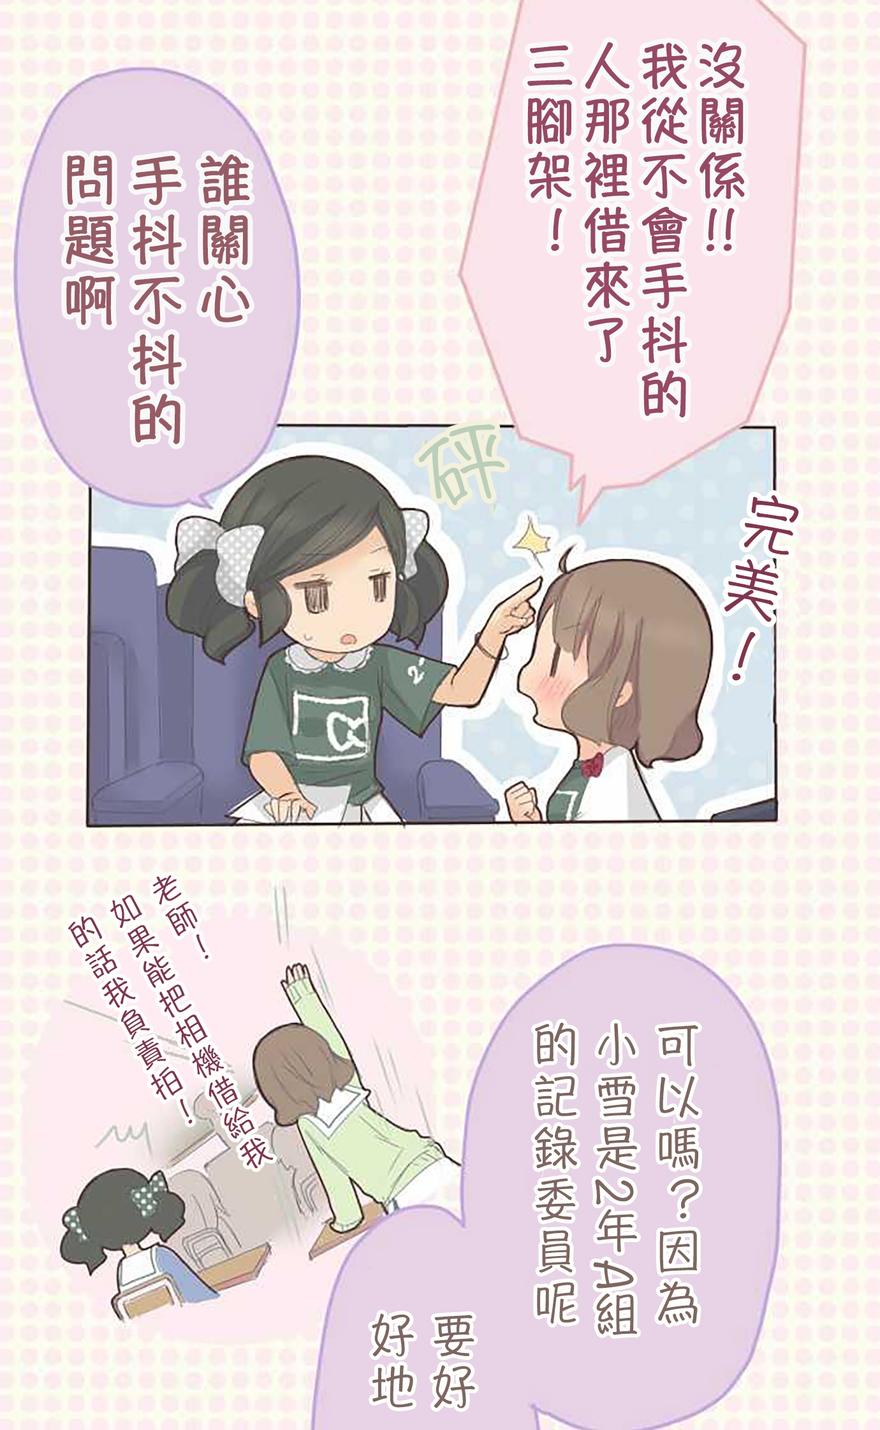 沒關係!!
我從不會手抖的
人那裡借來了
三腳架！
誰關心
手抖不抖的
問題啊
砰
完美！
2-
老師！
如果能把相機借給我
的話我負責拍！
可以嗎？因為
小雪是2年A組
的記錄委員呢
要好
好地